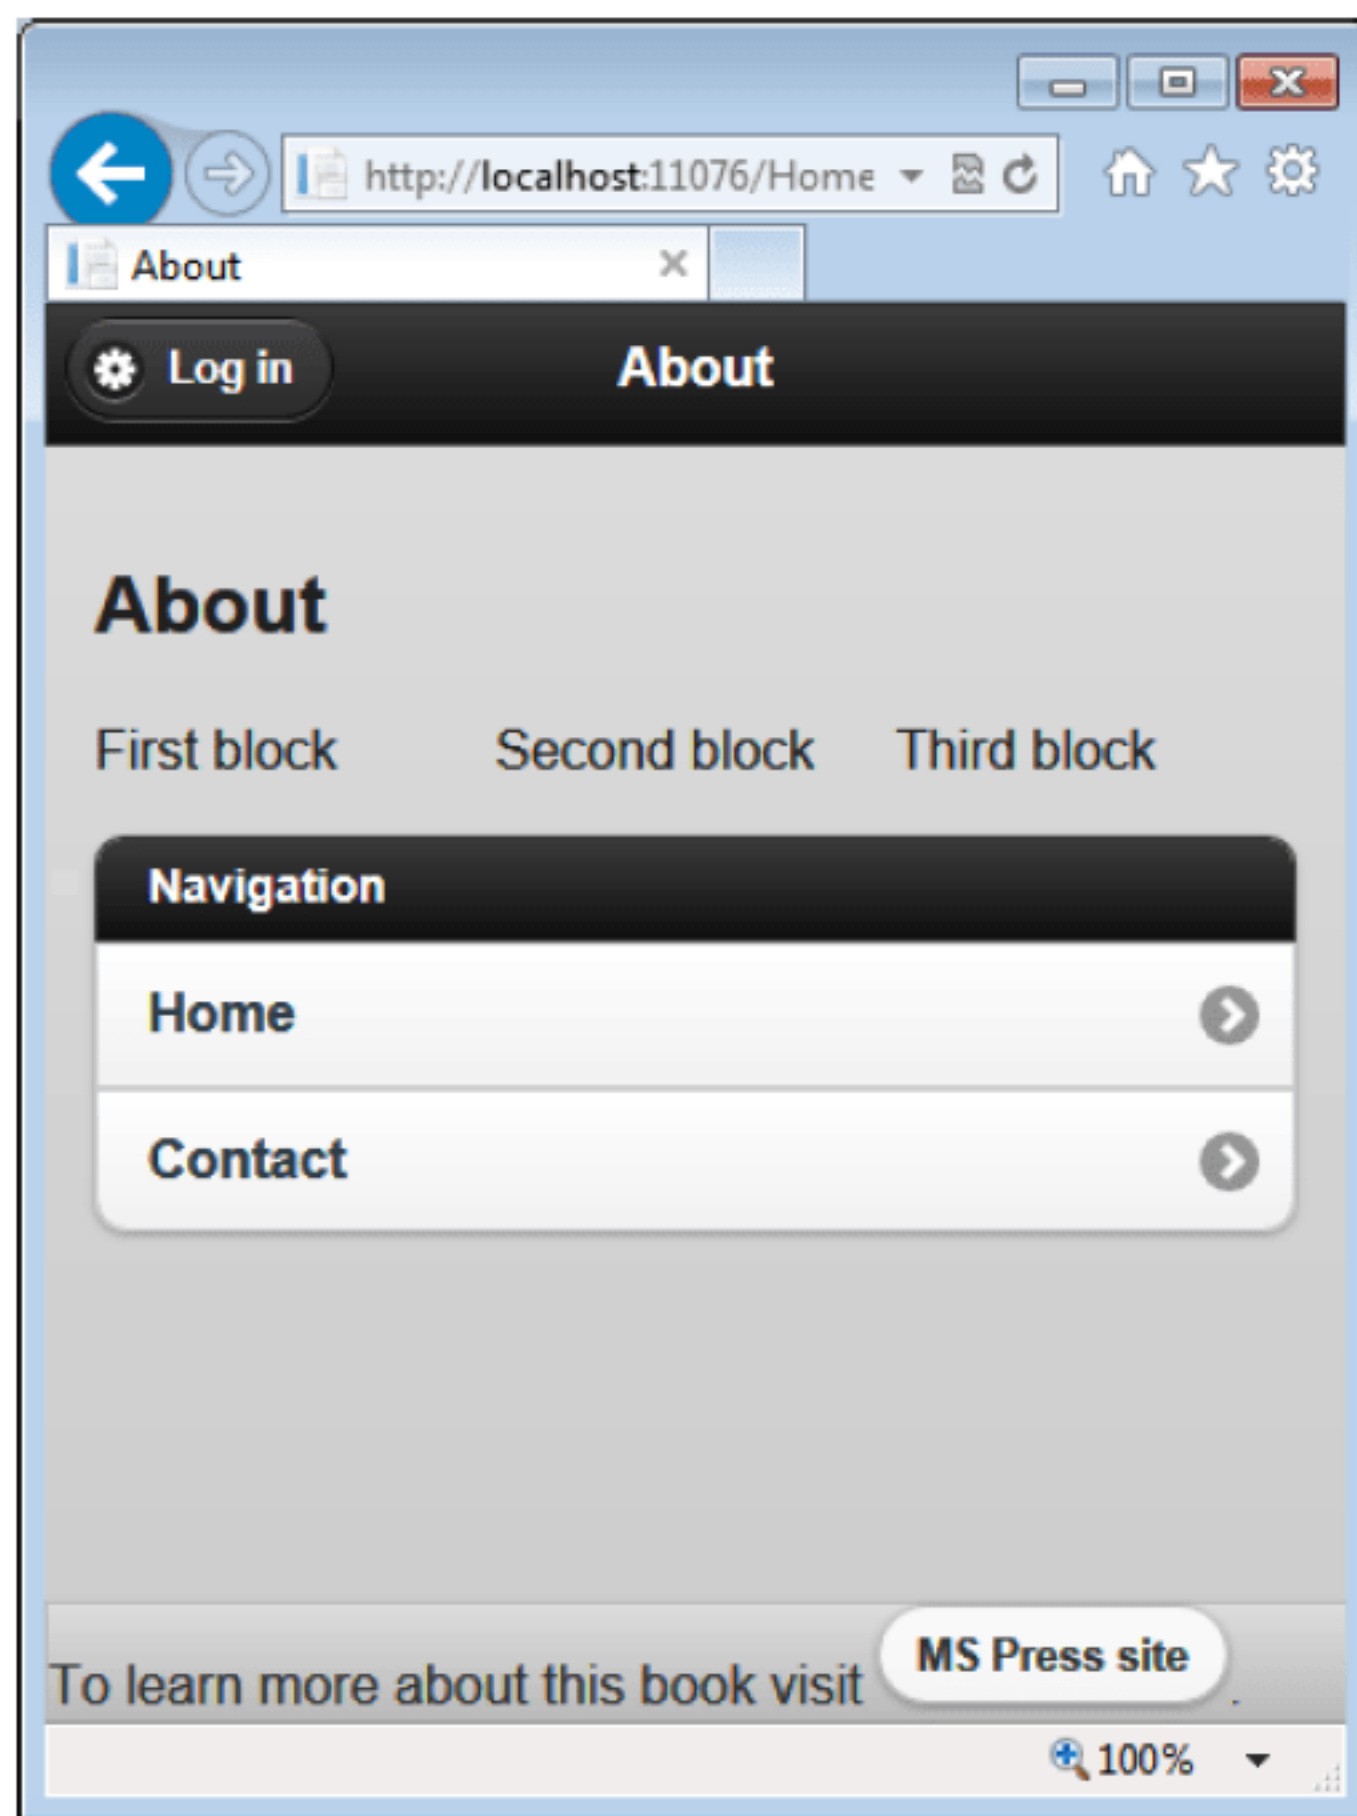 http://localhost:11076/Home
About
Log in
About
About
First block Second block Third block
Navigation
Home
Contact
To learn more about this book visit MS Press site .
100%